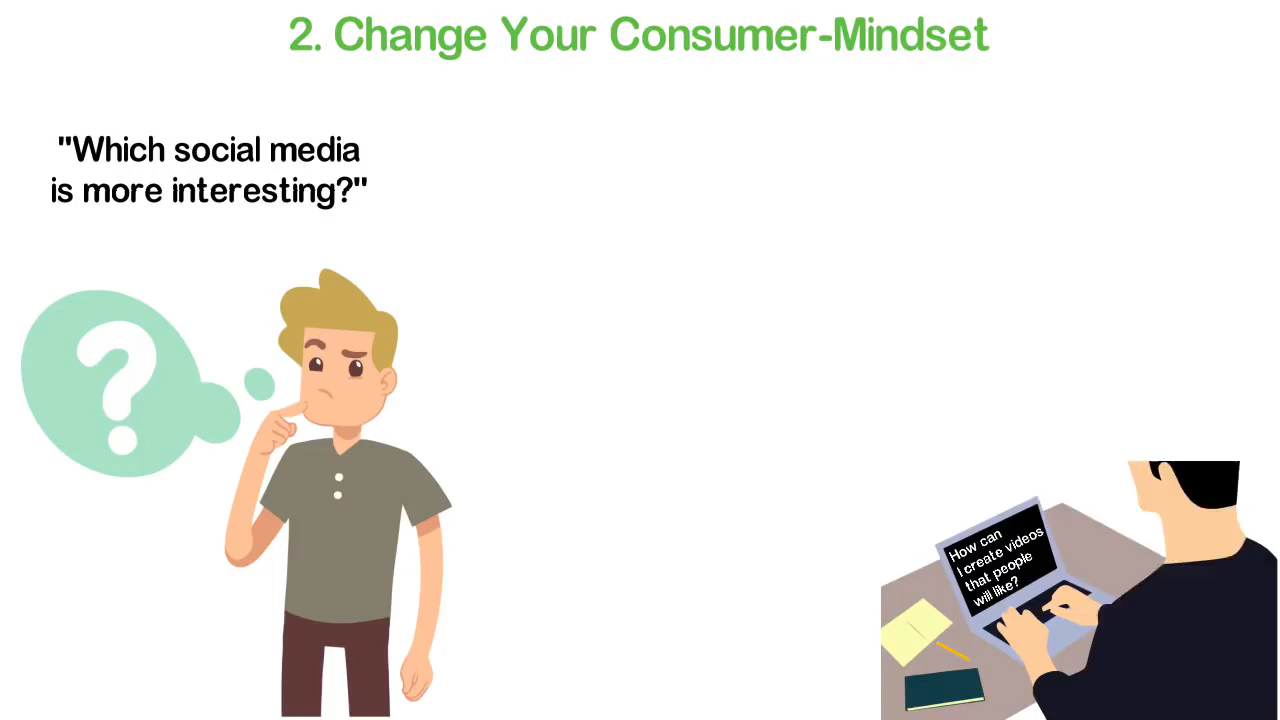 2. Change Your Consumer-Mindset
"Which social media
is more interesting?"
How can
I create videos
that people
will like?